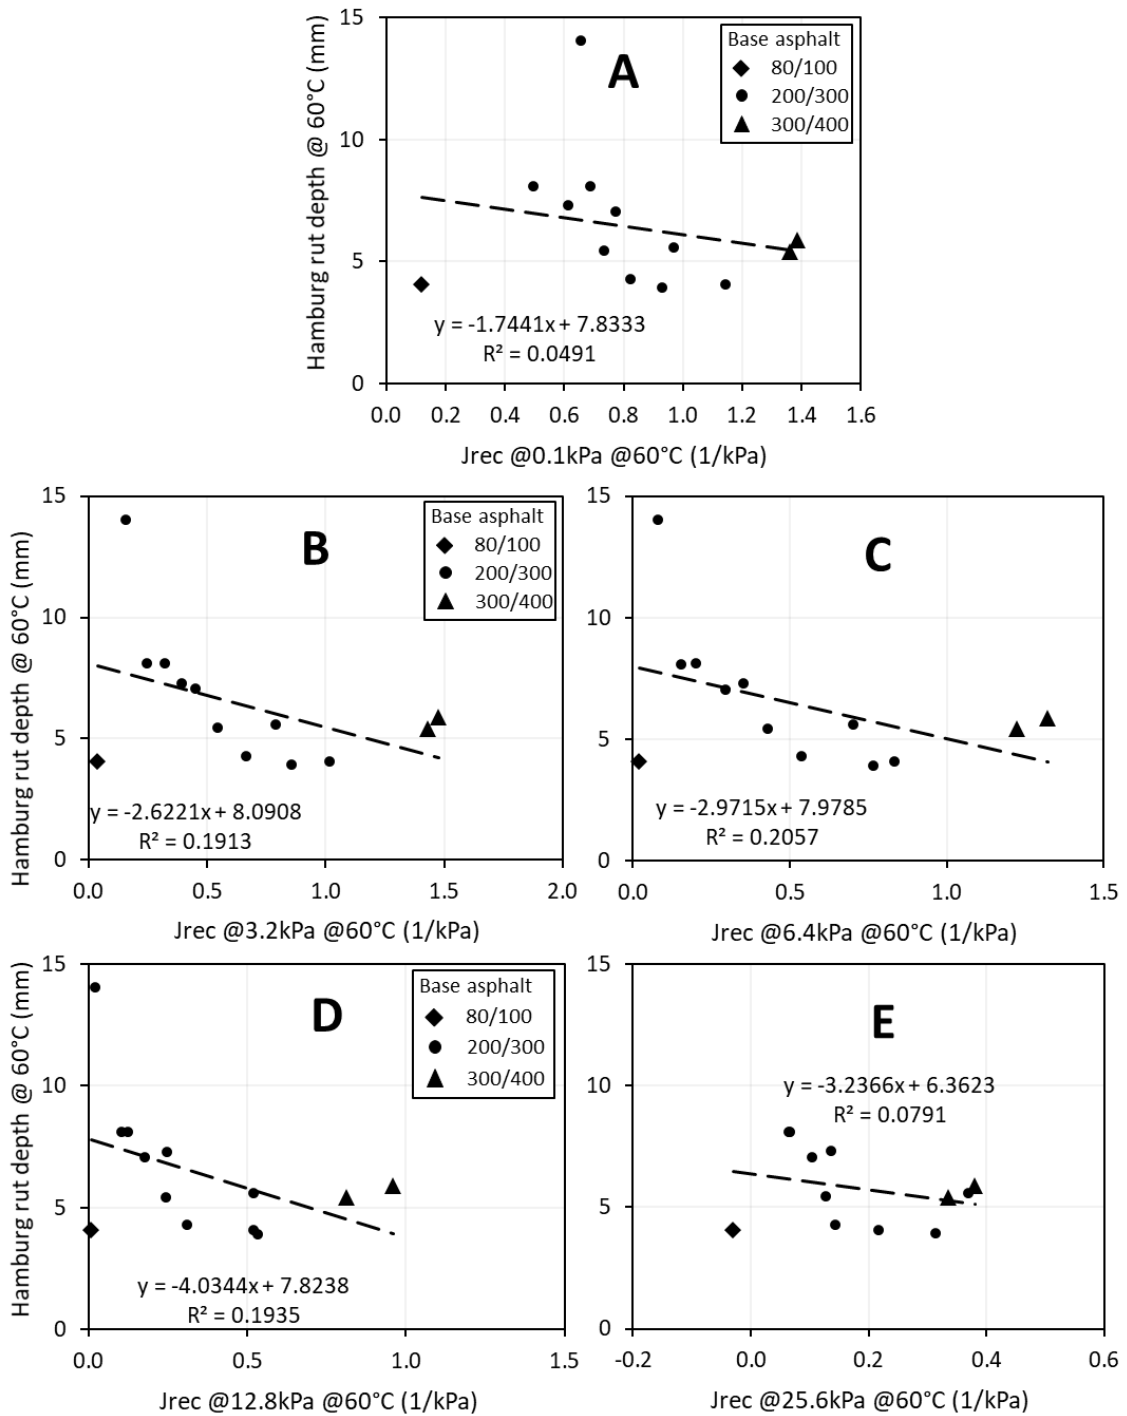 Hamburg rut depth @ 60°C (mm)
15
10
5
0
A
Base asphalt
80/100
200/300
300/400
y = -1.7441x + 7.8333
R² = 0.0491
0.0 0.2 0.4 0.6 0.8 1.0 1.2 1.4 1.6
Jrec @0.1kPa @60°C (1/kPa)
Hamburg rut depth @ 60°C (mm)
15
10
5
0
B
Base asphalt
80/100
200/300
300/400
y = -2.6221x + 8.0908
R² = 0.1913
0.0 0.5 1.0 1.5 2.0
Jrec @3.2kPa @60°C (1/kPa)
15
10
5
0
C
y = -2.9715x + 7.9785
R² = 0.2057
0.0 0.5 1.0 1.5
Jrec @6.4kPa @60°C (1/kPa)
Hamburg rut depth @ 60°C (mm)
15
10
5
0
D
Base asphalt
80/100
200/300
300/400
y = -4.0344x + 7.8238
R² = 0.1935
0.0 0.5 1.0 1.5
Jrec @12.8kPa @60°C (1/kPa)
15
10
5
0
E
y = -3.2366x + 6.3623
R² = 0.0791
-0.2 0.0 0.2 0.4 0.6
Jrec @25.6kPa @60°C (1/kPa)